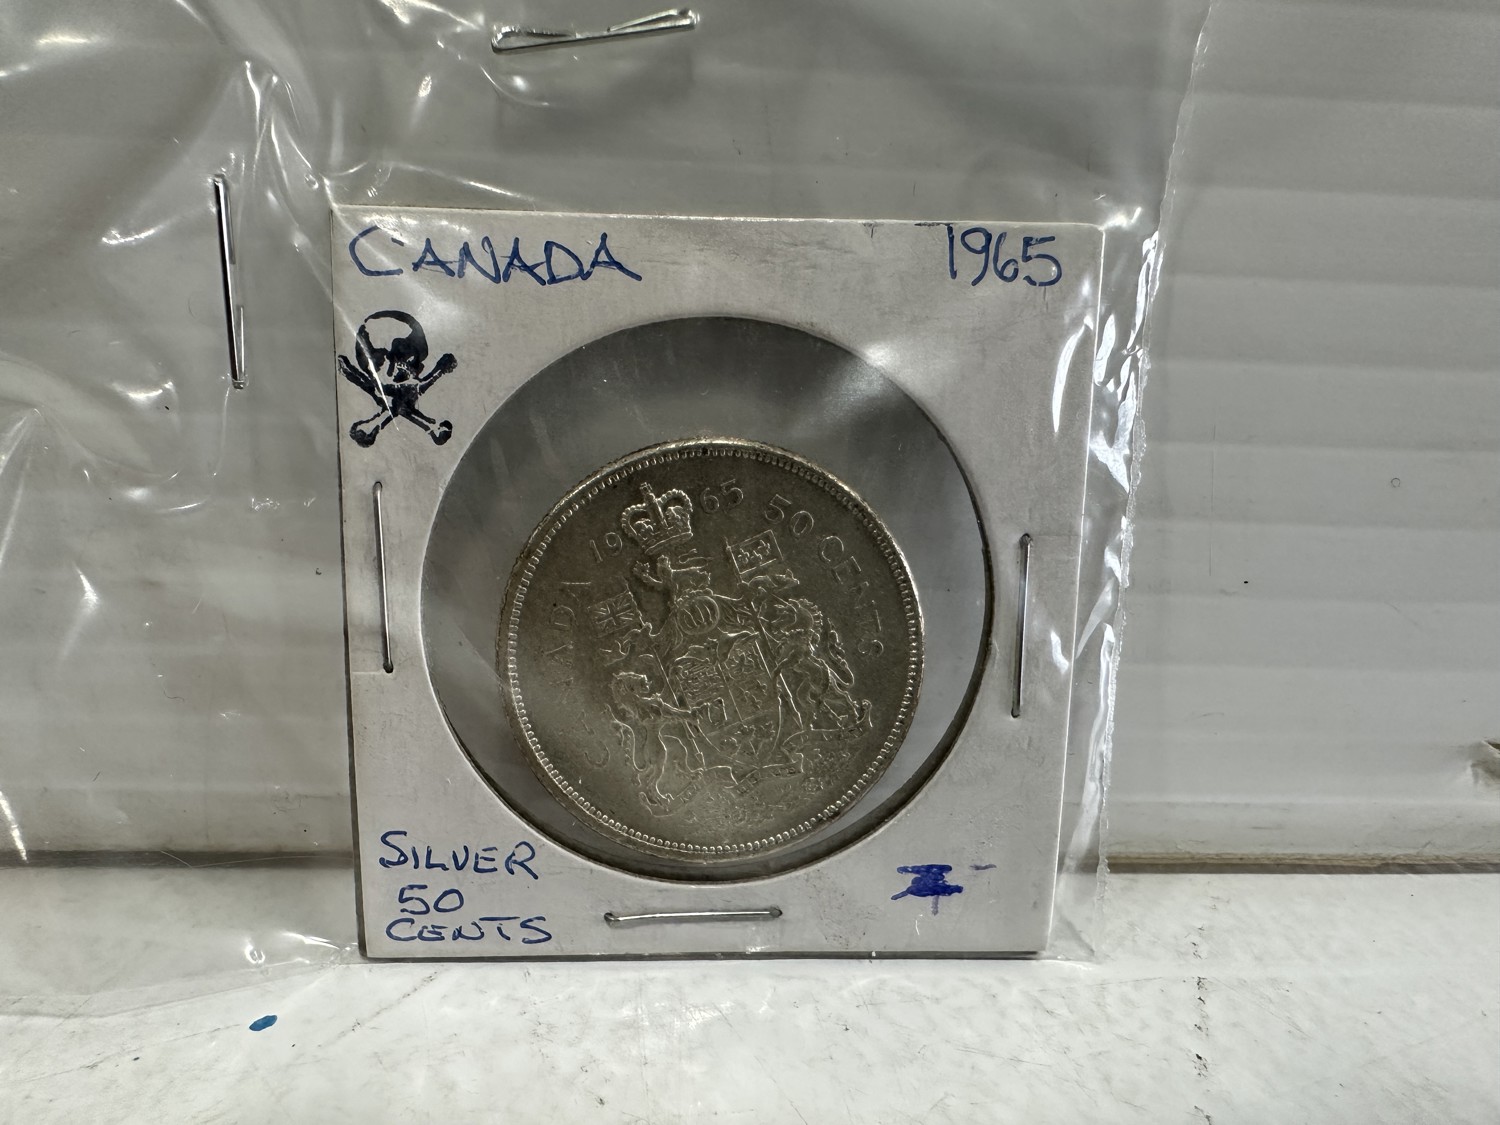 CANADA 1965
19 65
50 CENTS
CANADA
SILVER
50
CENTS